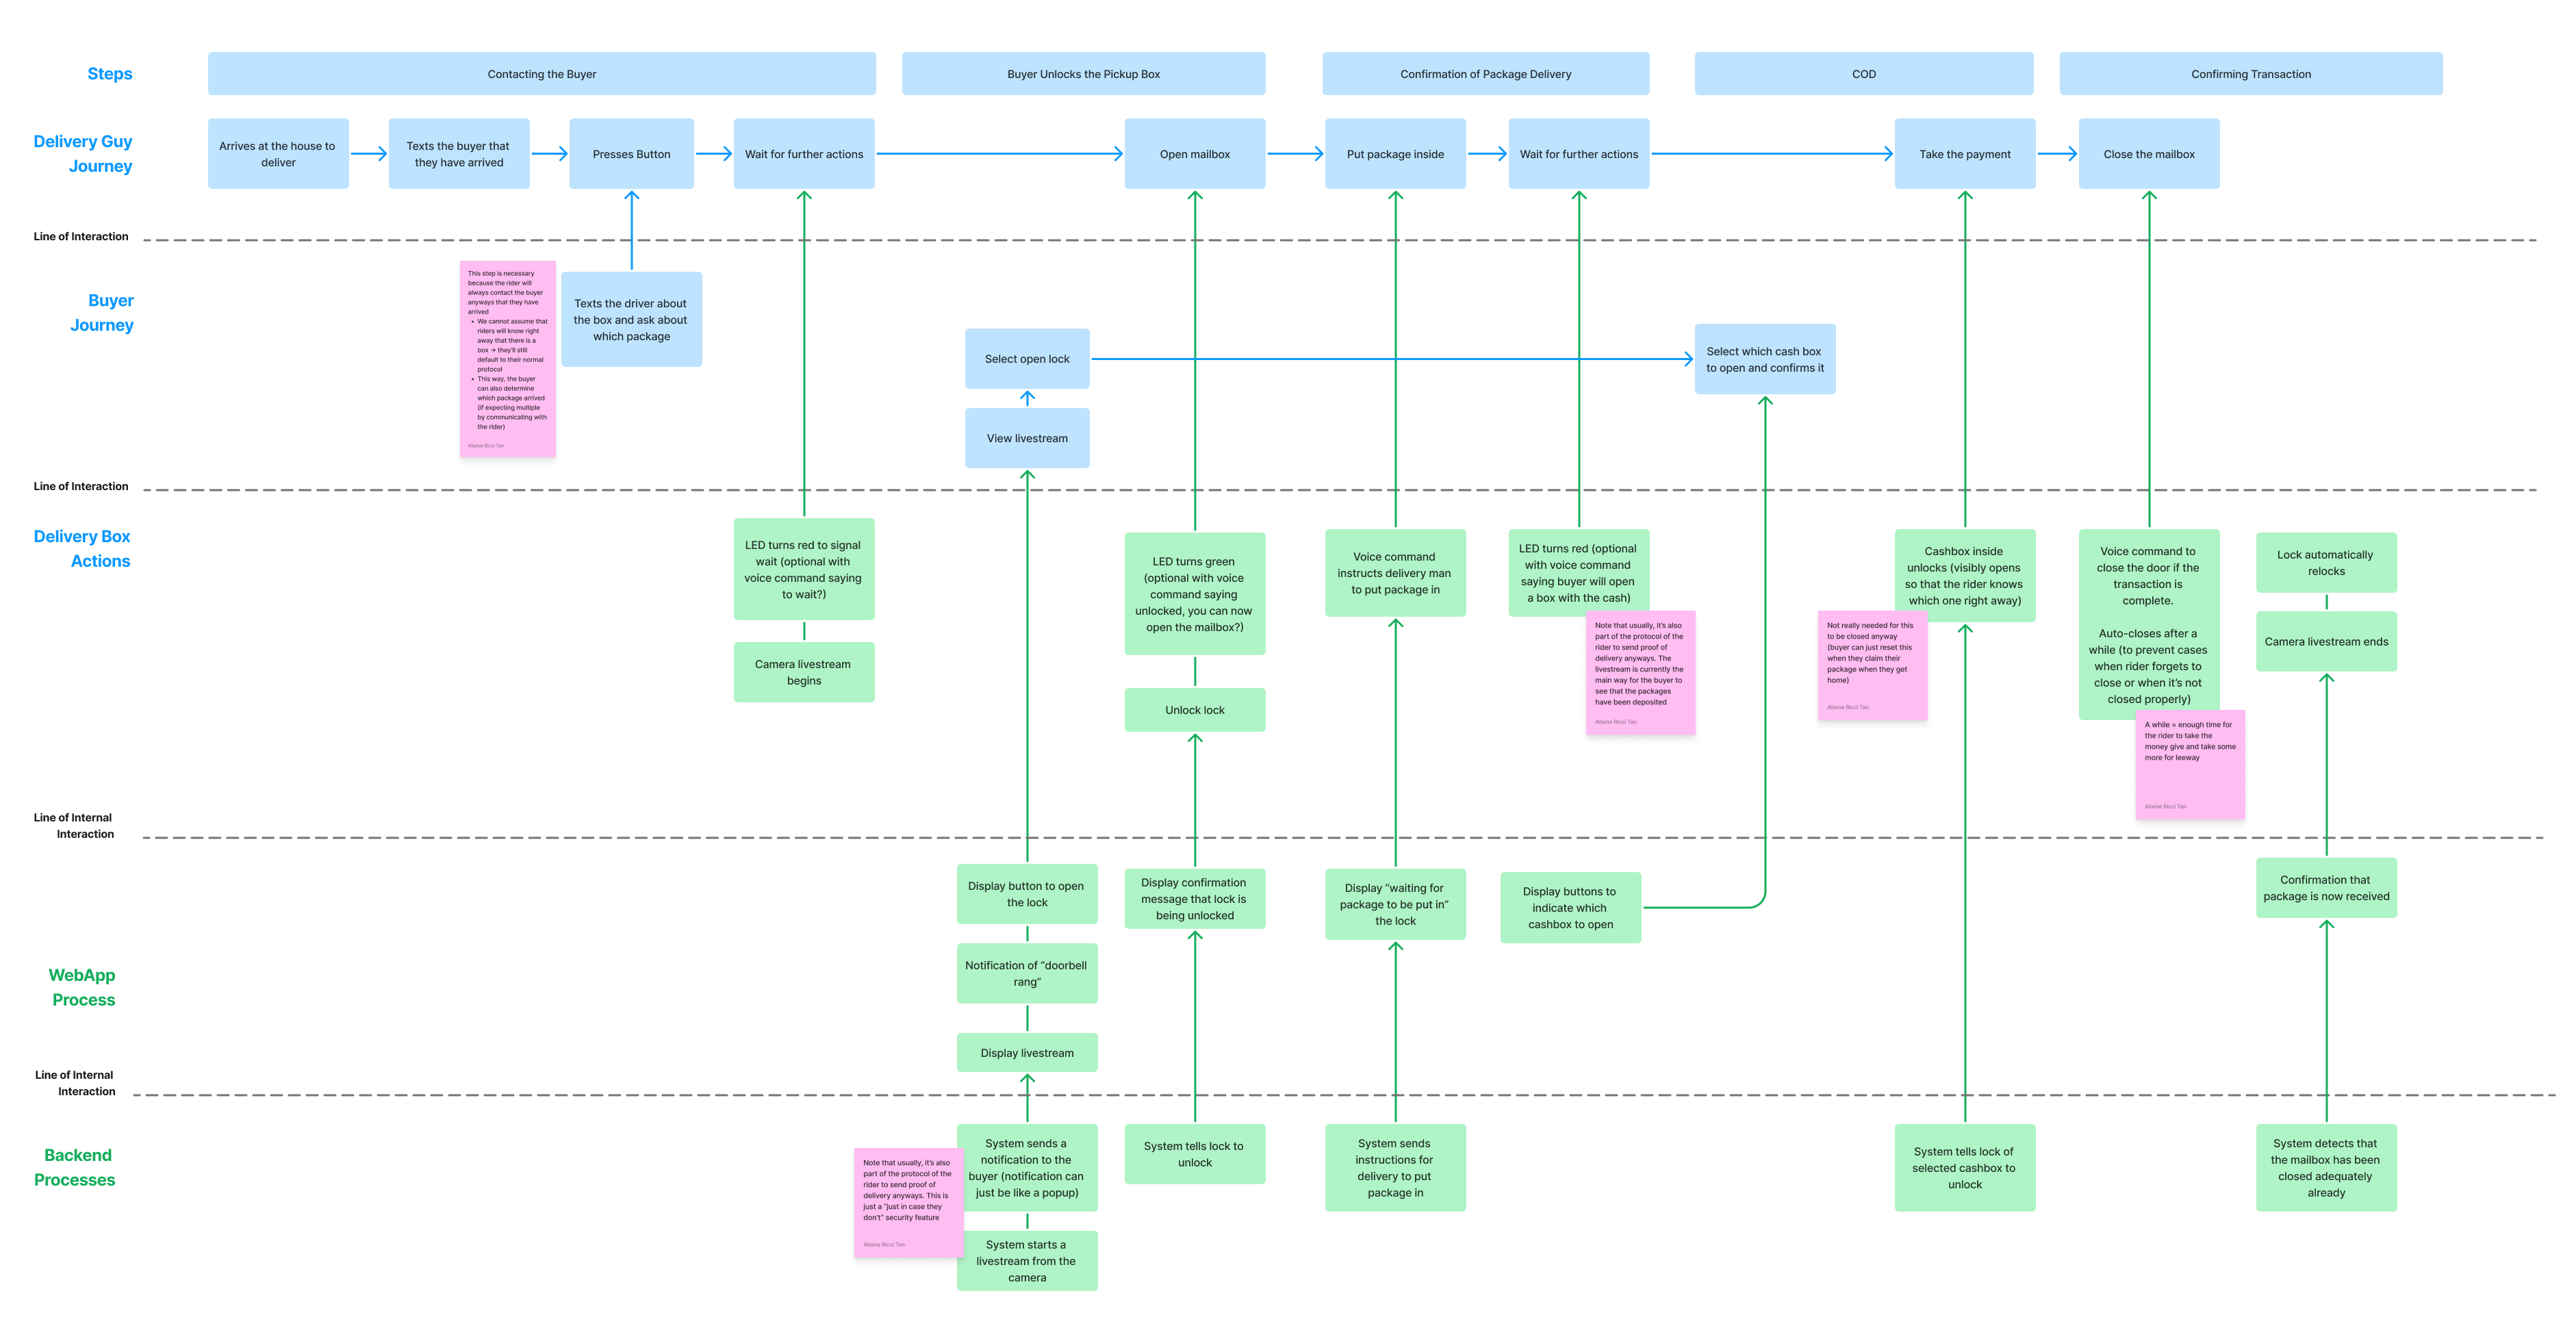 Steps
Contacting the Buyer
Buyer Unlocks the Pickup Box
Confirmation of Package Delivery
COD
Confirming Transaction
Delivery Guy
Journey
Arrives at the house to
deliver
Texts the buyer that
they have arrived
Presses Button
Wait for further actions
Open mailbox
Put package inside
Wait for further actions
Take the payment
Close the mailbox
Line of Interaction
Buyer
Journey
This step is necessary
because the rider will
always contact the buyer
anyways that they have
arrived
• We cannot assume that
riders will know right
away that there is a
box → they'll still
default to their normal
protocol
• This way, the buyer
can also determine
which package arrived
(if expecting multiple
by communicating with
the rider)
Allaine Ricci Tan
Texts the driver about
the box and ask about
which package
Select open lock
View livestream
Select which cash box
to open and confirms it
Line of Interaction
Delivery Box
Actions
LED turns red to signal
wait (optional with
voice command saying
to wait?)
Camera livestream
begins
LED turns green
(optional with voice
command saying
unlocked, you can now
open the mailbox?)
Unlock lock
Voice command
instructs delivery man
to put package in
LED turns red (optional
with voice command
saying buyer will open
a box with the cash)
Note that usually, it's also
part of the protocol of the
rider to send proof of
delivery anyways. The
livestream is currently the
main way for the buyer to
see that the packages
have been deposited
Allaine Ricci Tan
Cashbox inside
unlocks (visibly opens
so that the rider knows
which one right away)
Not really needed for this
to be closed anyway
(buyer can just reset this
when they claim their
package when they get
home)
Allaine Ricci Tan
Voice command to
close the door if the
transaction is
complete.
Auto-closes after a
while (to prevent cases
when rider forgets to
close or when it's not
closed properly)
A while = enough time for
the rider to take the
money give and take some
more for leeway
Allaine Ricci Tan
Lock automatically
relocks
Camera livestream ends
Line of Internal
Interaction
WebApp
Process
Display button to open
the lock
Notification of “doorbell
rang”
Display livestream
Display confirmation
message that lock is
being unlocked
Display “waiting for
package to be put in”
the lock
Display buttons to
indicate which
cashbox to open
Confirmation that
package is now received
Line of Internal
Interaction
Backend
Processes
Note that usually, it's also
part of the protocol of the
rider to send proof of
delivery anyways. This is
just a “just in case they
don't” security feature
Allaine Ricci Tan
System sends a
notification to the
buyer (notification can
just be like a popup)
System starts a
livestream from the
camera
System tells lock to
unlock
System sends
instructions for
delivery to put
package in
System tells lock of
selected cashbox to
unlock
System detects that
the mailbox has been
closed adequately
already